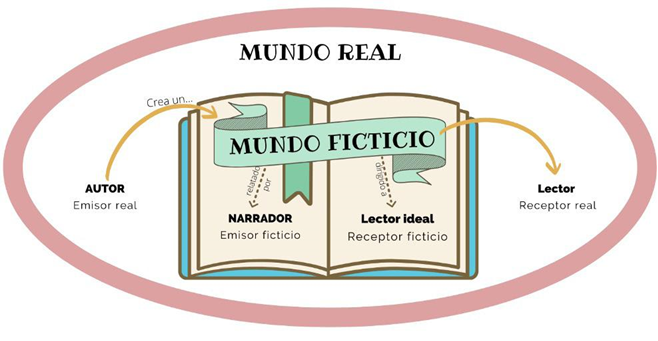 MUNDO REAL
Crea un...
MUNDO FICTICIO
AUTOR
Emisor real
relatado
por
NARRADOR
Emisor ficticio
dirigido a
Lector ideal
Receptor ficticio
Lector
Receptor real